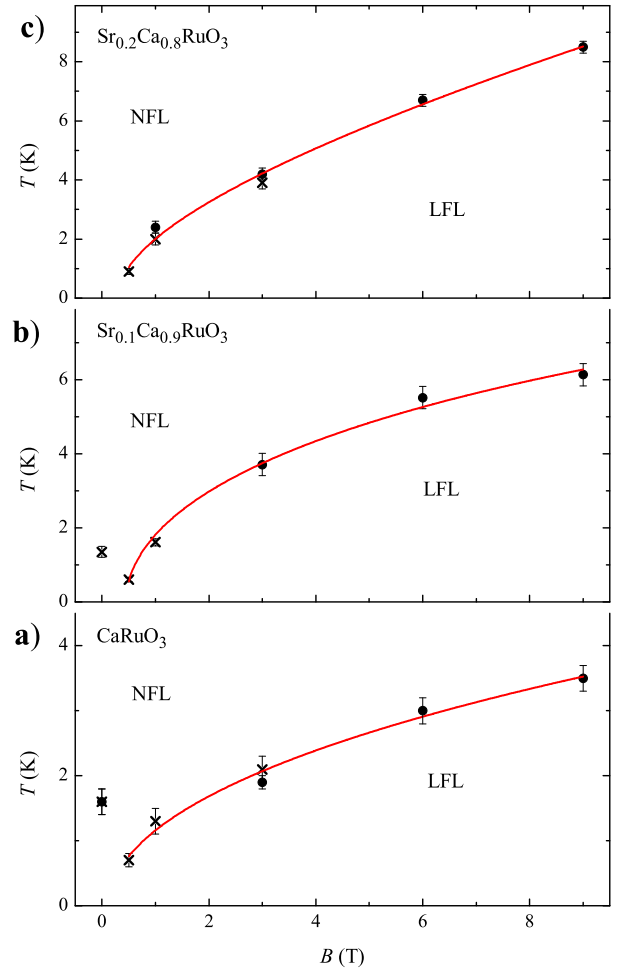 c)
Sr0.2Ca0.8RuO3
NFL
LFL
T (K)
8
6
4
2
0
b)
Sr0.1Ca0.9RuO3
NFL
LFL
T (K)
6
4
2
0
a)
CaRuO3
NFL
LFL
T (K)
4
2
0
0 2 4 6 8
B (T)